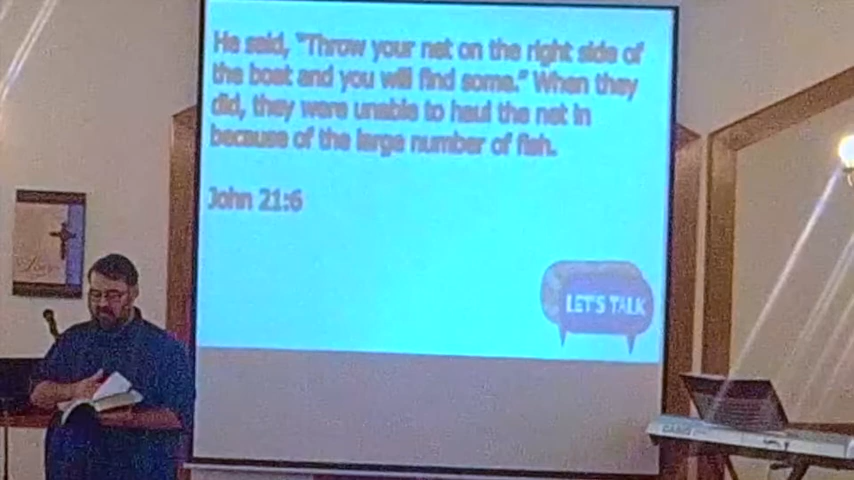 He said, "Throw your net on the right side of
the boat and you will find some." When they
did, they were unable to haul the net in
because of the large number of fish.
John 21:6
LET'S TALK